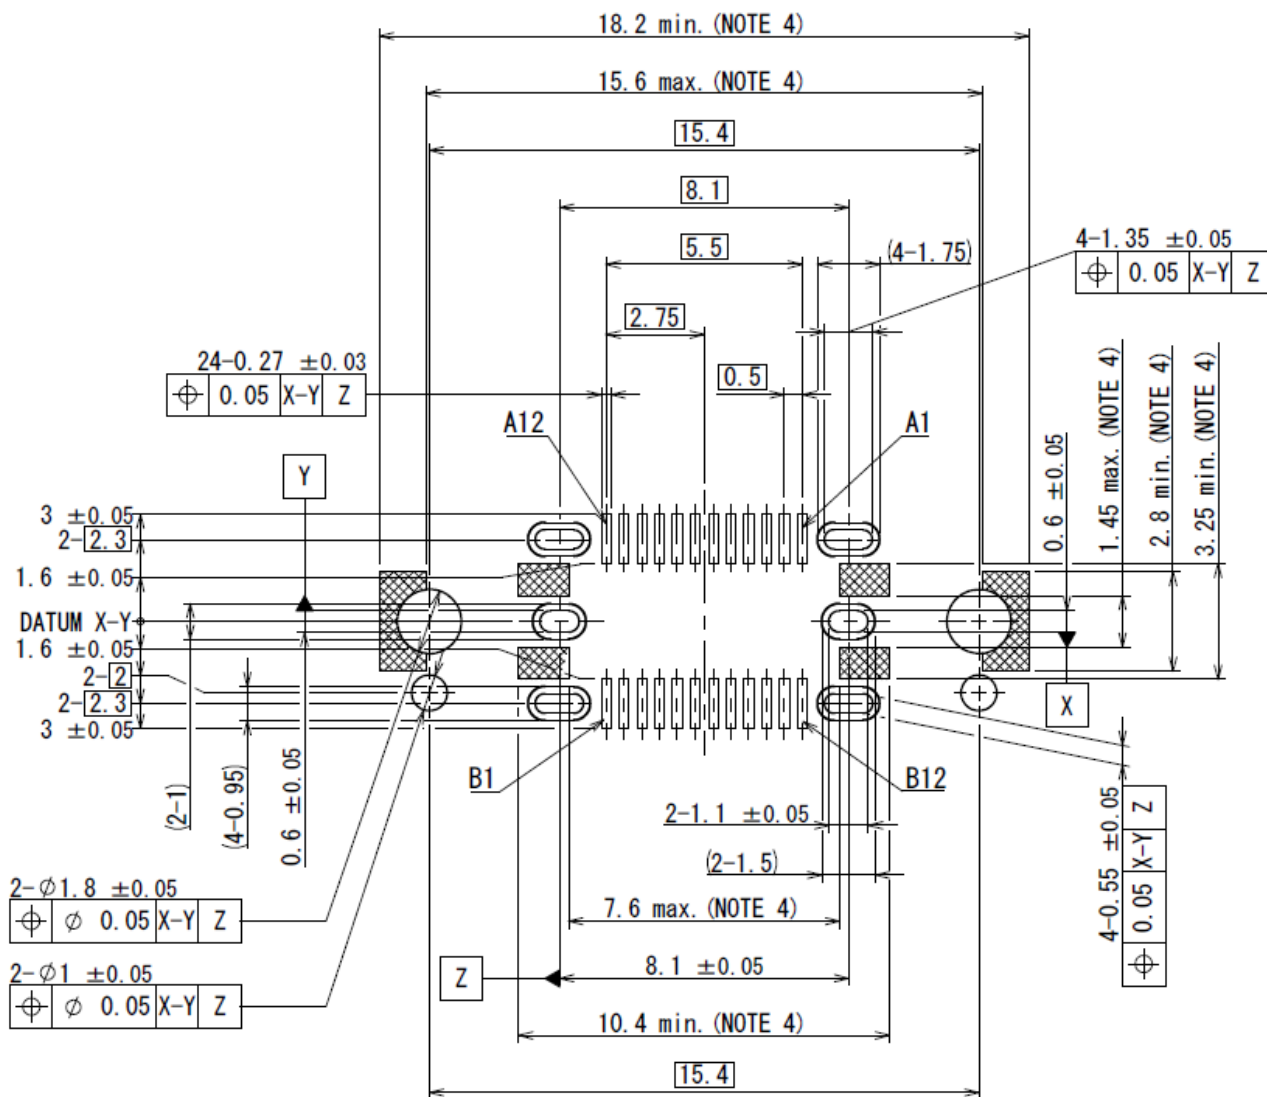 18.2 min.(NOTE 4)
15.6 max.(NOTE 4)
15.4
8.1
4-1.35 ±0.05
⌖ 0.05 X-Y Z
5.5
(4-1.75)
2.75
24-0.27 ±0.03
⌖ 0.05 X-Y Z
0.5
A12
A1
1.45 max.(NOTE 4)
2.8 min.(NOTE 4)
3.25 min.(NOTE 4)
0.6 ±0.05
Y
3 ±0.05
2-2.3
1.6 ±0.05
DATUM X-Y
1.6 ±0.05
2-2
2-2.3
3 ±0.05
X
B1
B12
(2-1)
(4-0.95)
0.6 ±0.05
2-1.1 ±0.05
(2-1.5)
4-0.55 ±0.05
⌖ 0.05 X-Y Z
2-φ1.8 ±0.05
⌖ φ 0.05 X-Y Z
7.6 max.(NOTE 4)
2-φ1 ±0.05
⌖ φ 0.05 X-Y Z
Z
8.1 ±0.05
10.4 min.(NOTE 4)
15.4